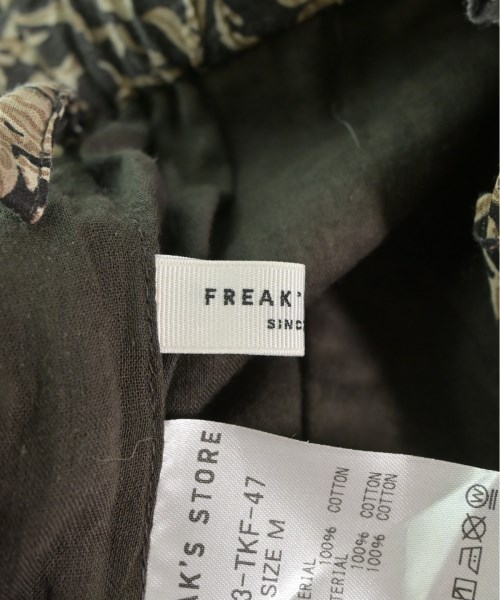 FREAK'
SINC
AK'S STORE
3-TKF-47
SIZE M
ERIAL 100% COTTON
TERIAL 100% COTTON
100% COTTON